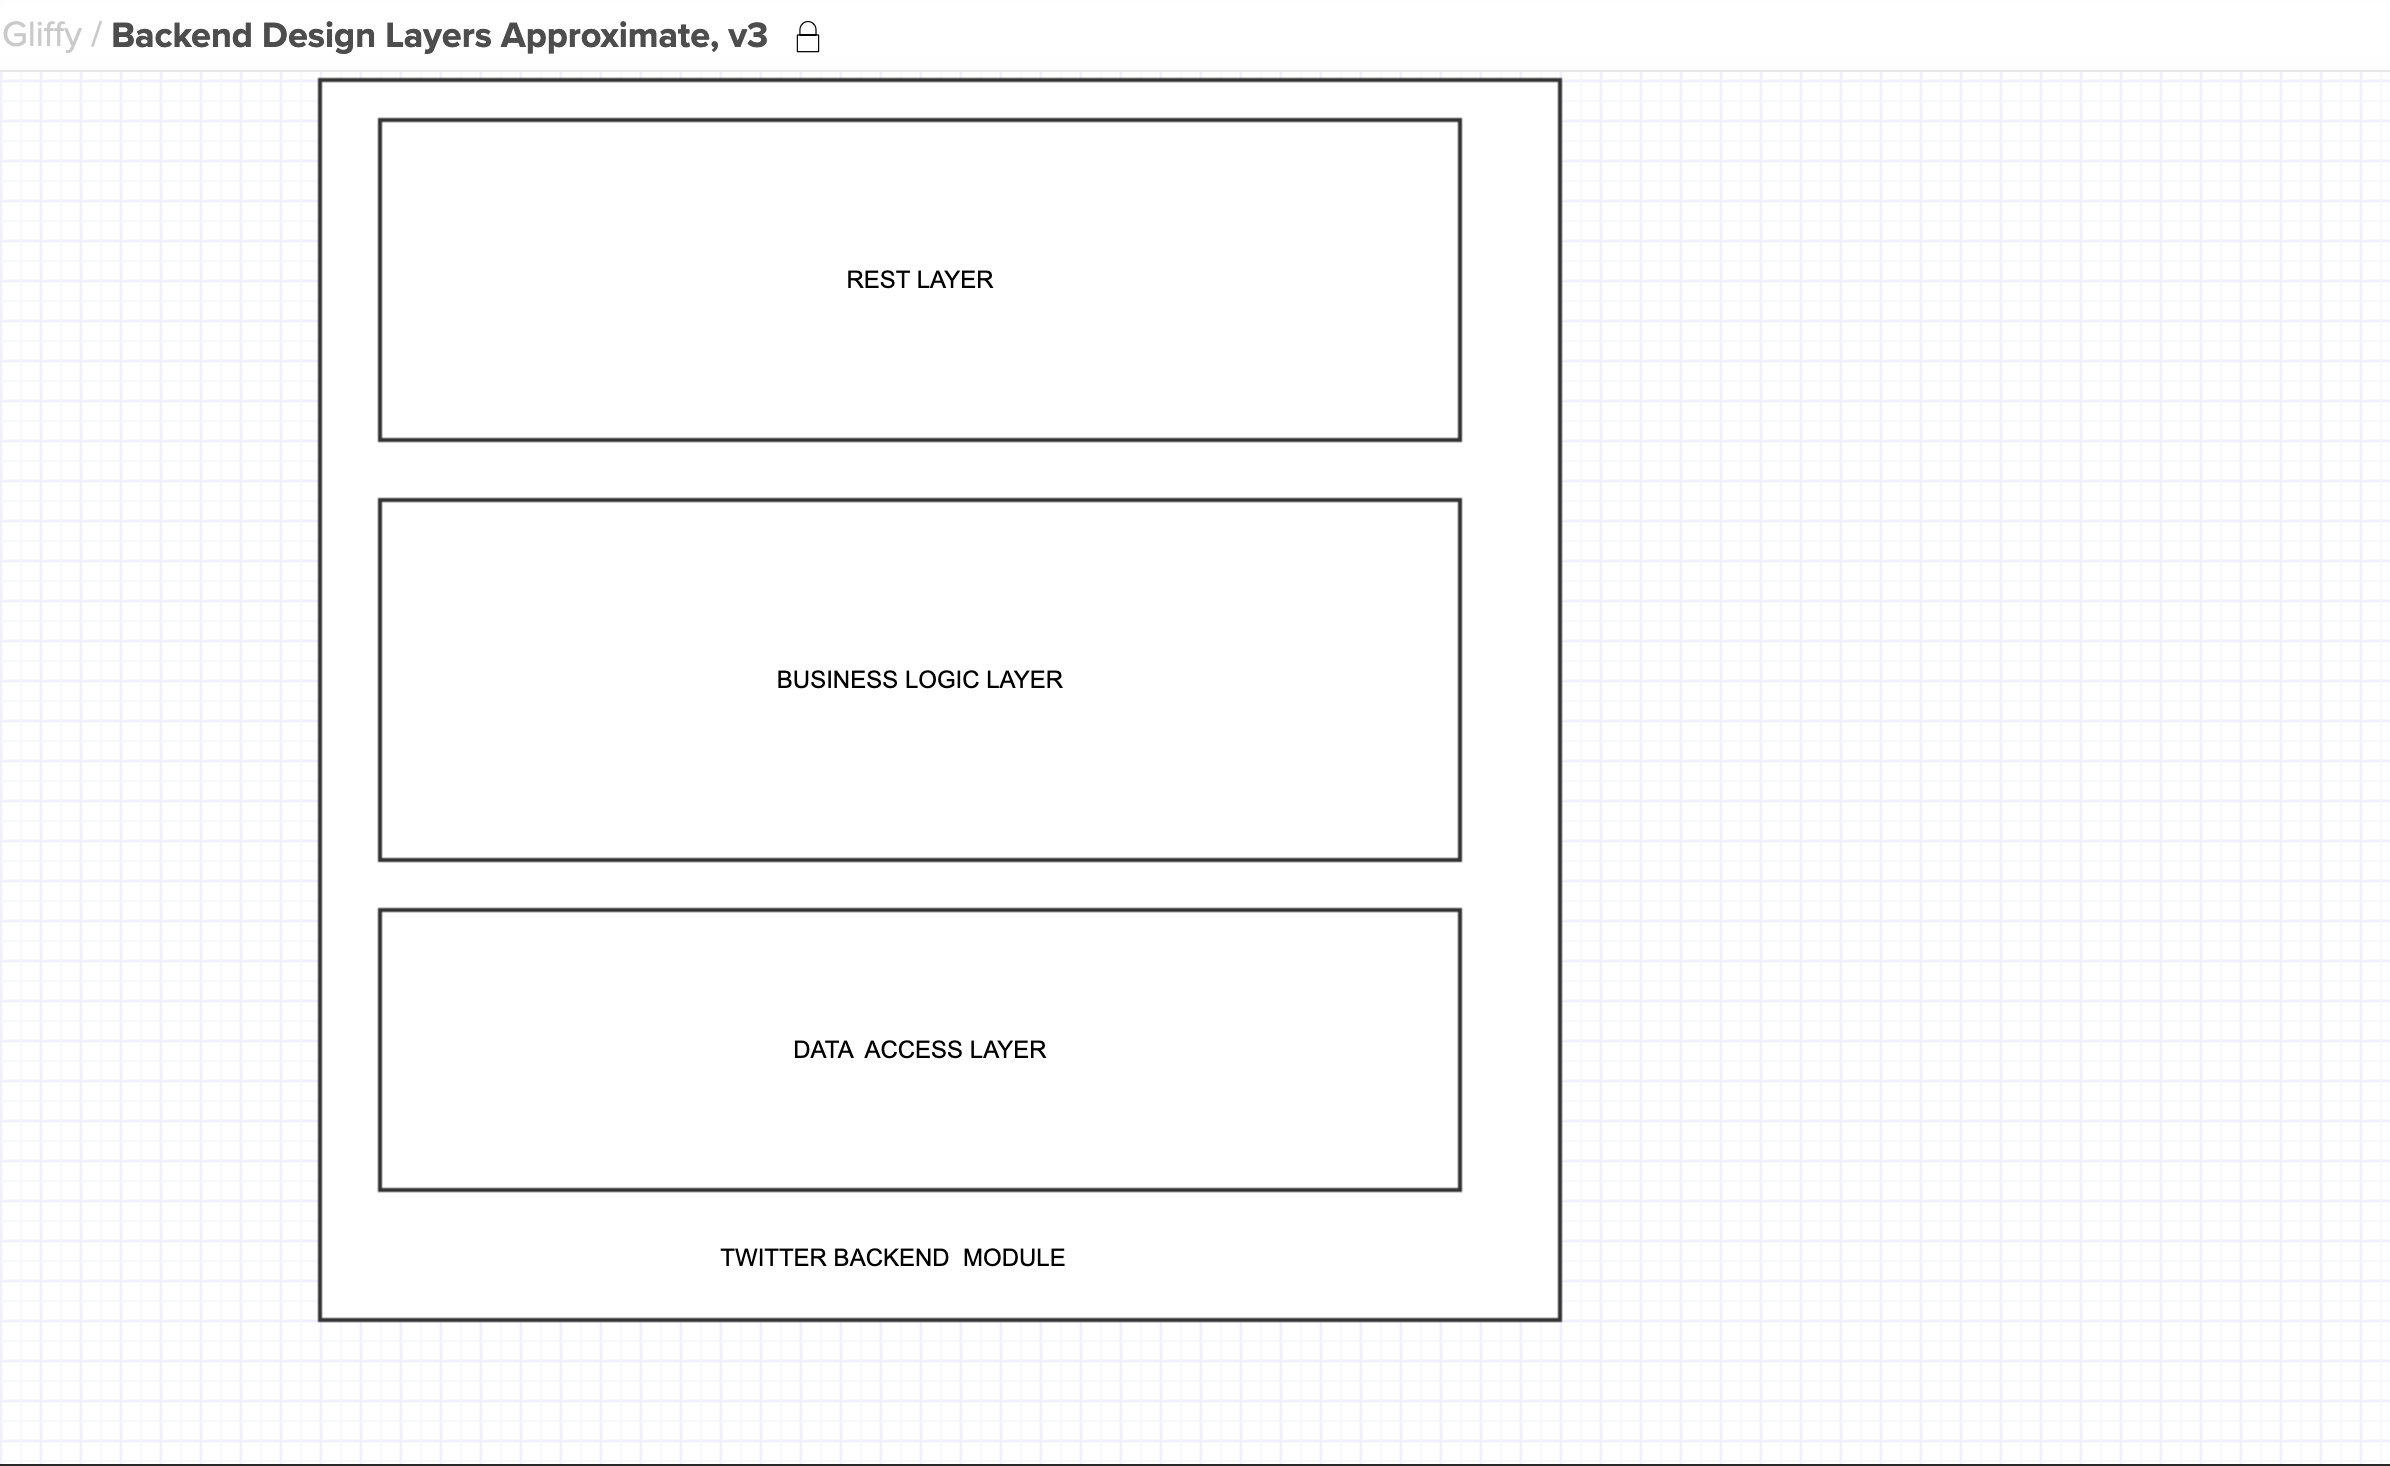 Gliffy / Backend Design Layers Approximate, v3
REST LAYER
BUSINESS LOGIC LAYER
DATA  ACCESS LAYER
TWITTER BACKEND  MODULE